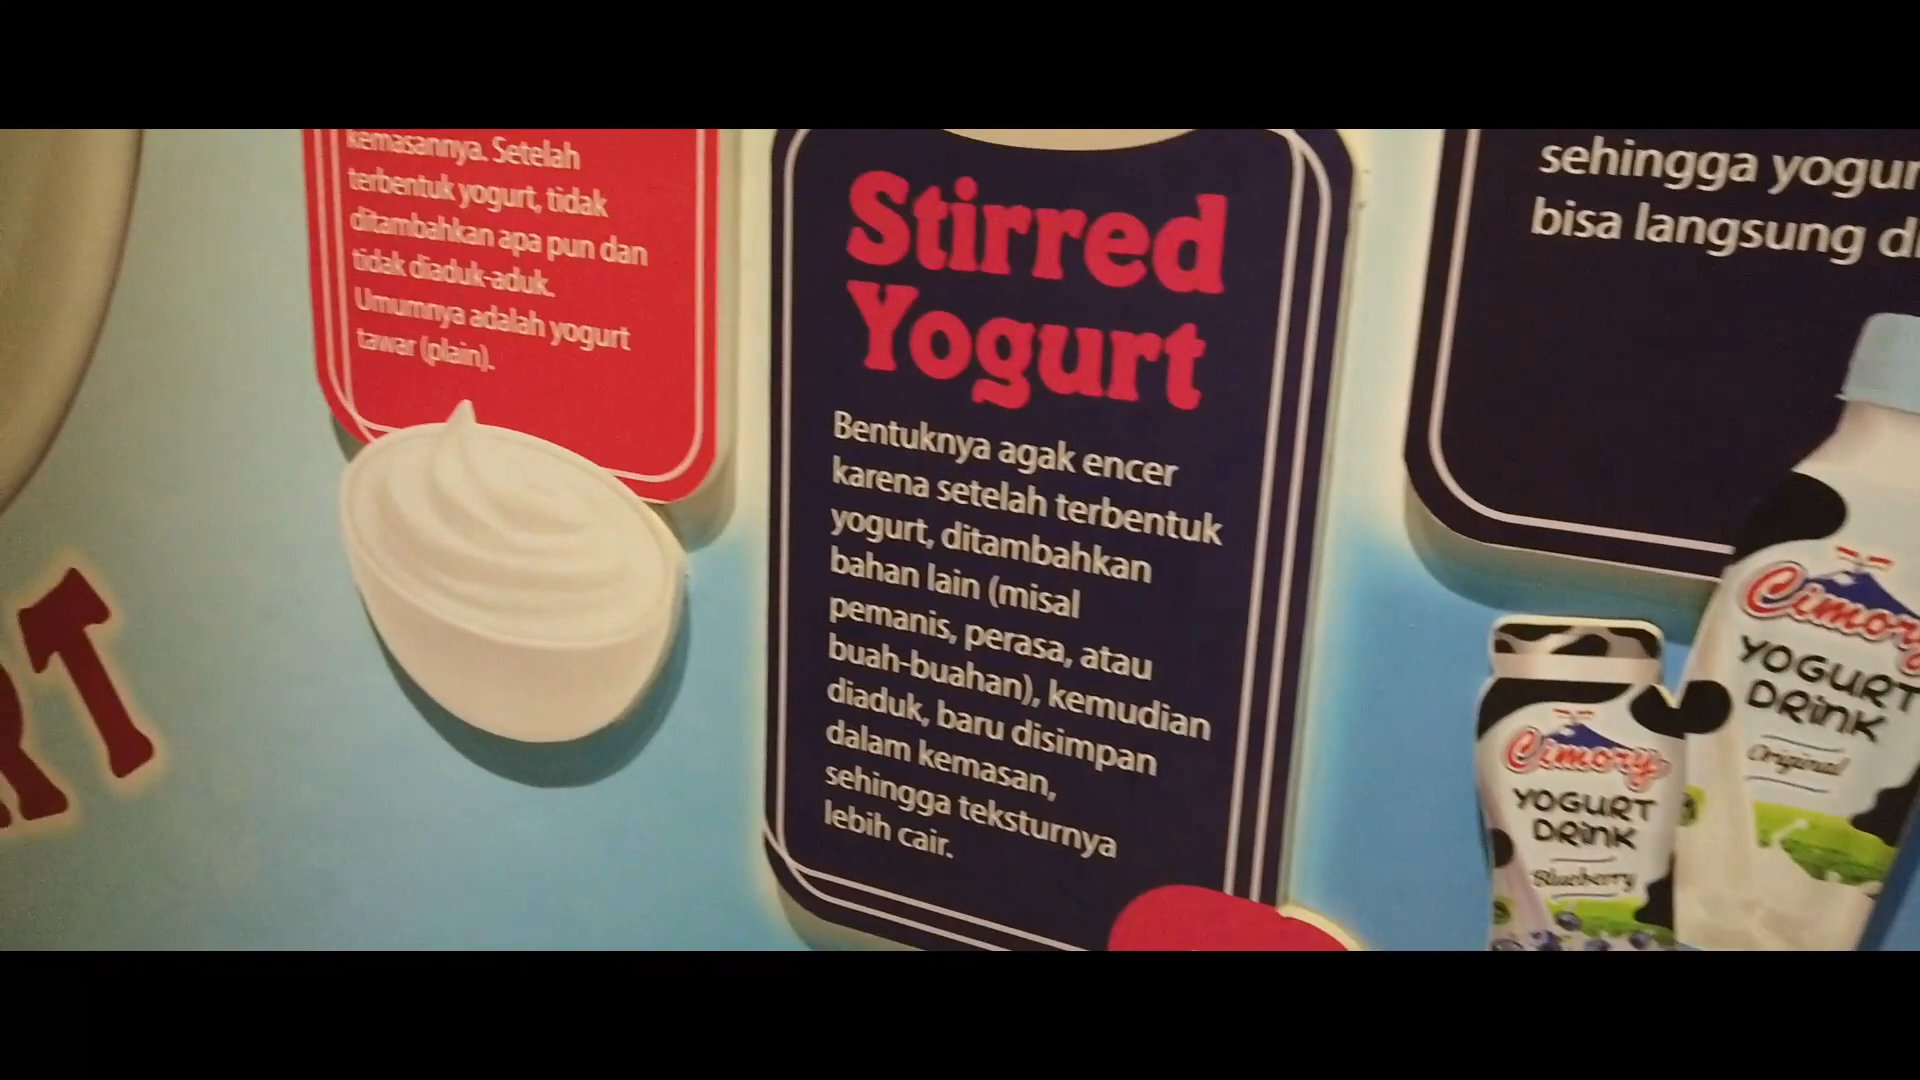 kemasannya. Setelah
terbentuk yogurt, tidak
ditambahkan apa pun dan
tidak diaduk-aduk.
Umumnya adalah yogurt
tawar (plain).
Stirred
Yogurt
Bentuknya agak encer
karena setelah terbentuk
yogurt, ditambahkan
bahan lain (misal
pemanis, perasa, atau
buah-buahan), kemudian
diaduk, baru disimpan
dalam kemasan,
sehingga teksturnya
lebih cair.
sehingga
bisa langsung
Cimory
YOGURT
DRINK
Blueberry
Cimory
YOGURT
DRINK
Original